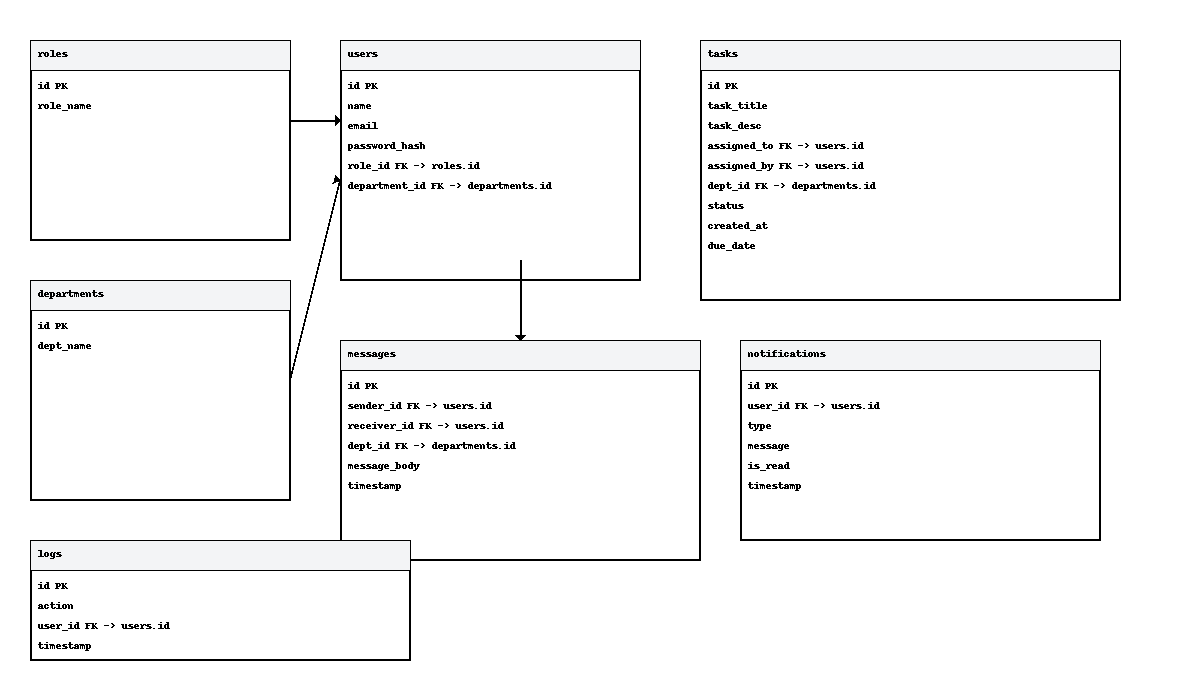 roles
id PK
role_name
users
id PK
name
email
password_hash
role_id FK -> roles.id
department_id FK -> departments.id
tasks
id PK
task_title
task_desc
assigned_to FK -> users.id
assigned_by FK -> users.id
dept_id FK -> departments.id
status
created_at
due_date
departments
id PK
dept_name
messages
id PK
sender_id FK -> users.id
receiver_id FK -> users.id
dept_id FK -> departments.id
message_body
timestamp
notifications
id PK
user_id FK -> users.id
type
message
is_read
timestamp
logs
id PK
action
user_id FK -> users.id
timestamp